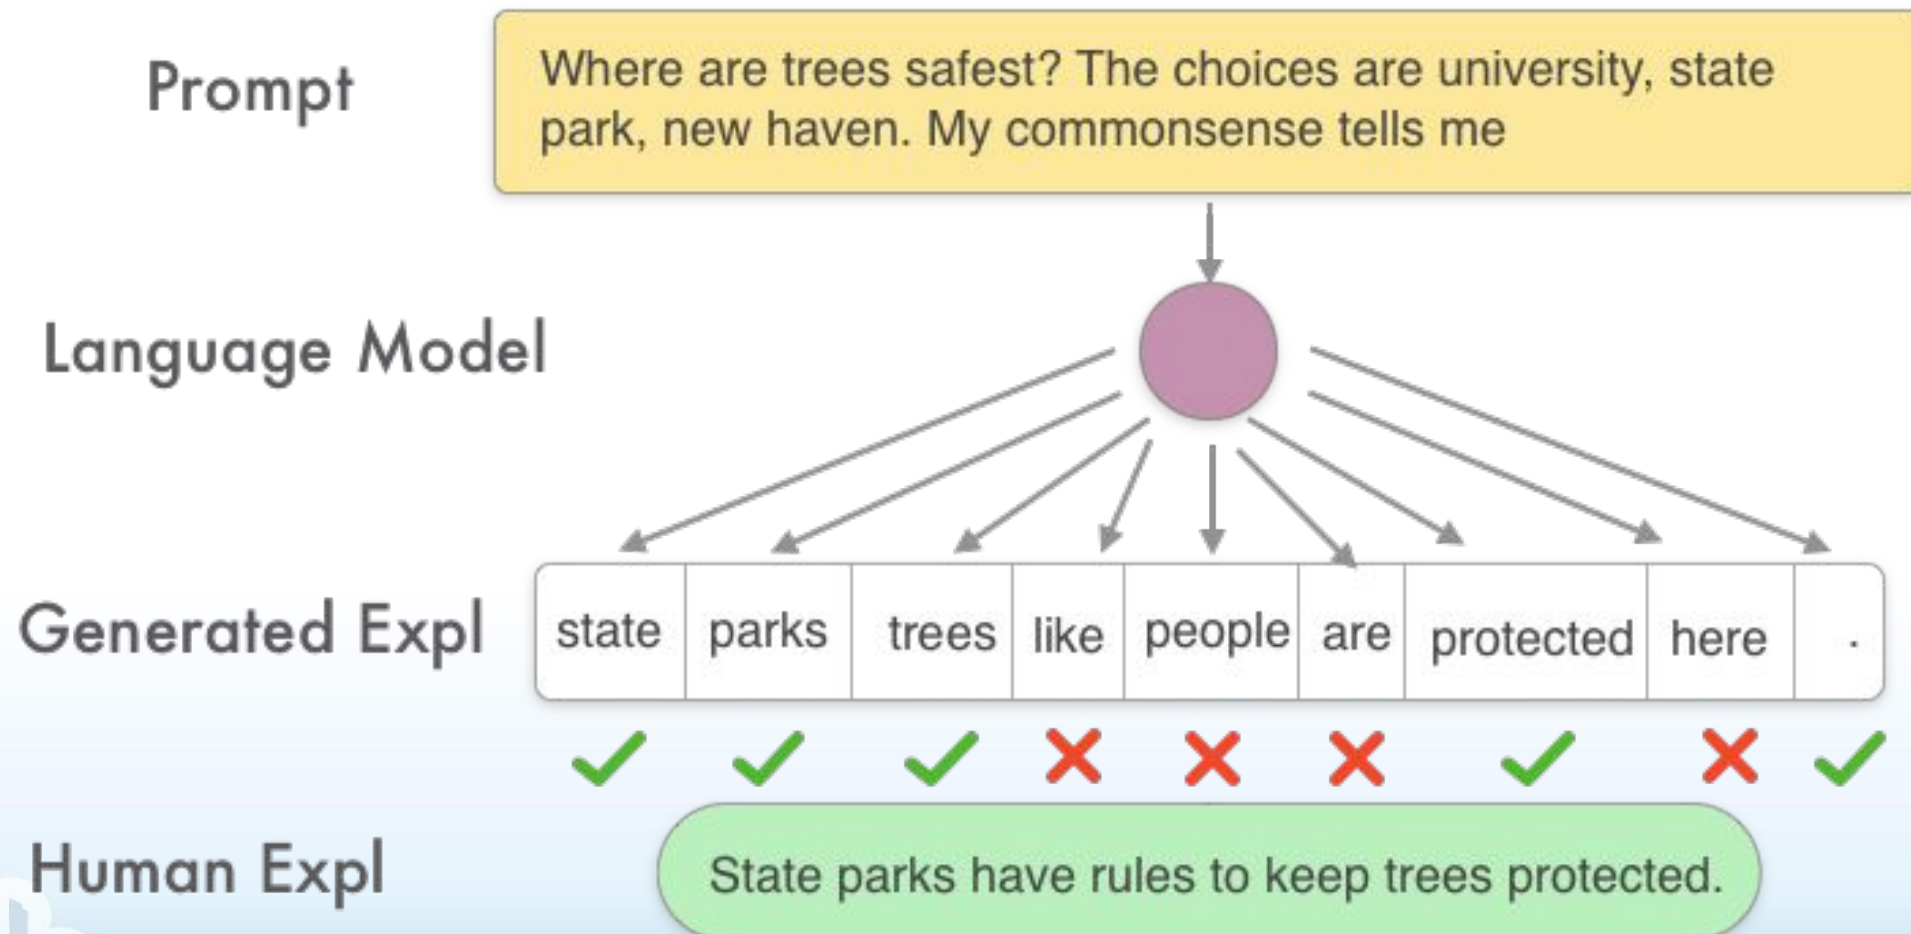 Prompt
Where are trees safest? The choices are university, state
park, new haven. My commonsense tells me
Language Model
Generated Expl
state parks trees like people are protected here .
Human Expl
State parks have rules to keep trees protected.